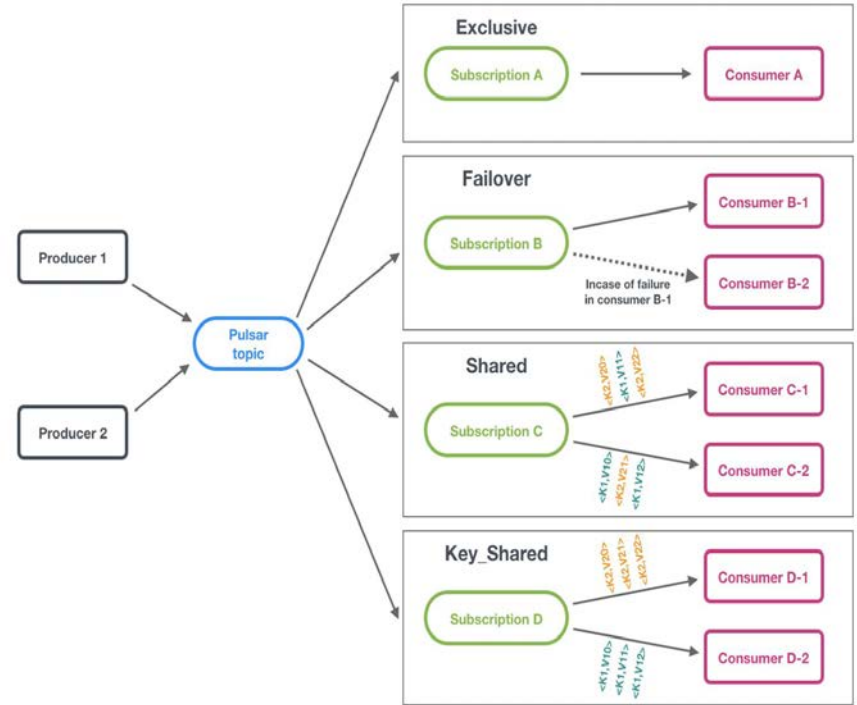 Producer 1
Producer 2
Pulsar
topic
Exclusive
Subscription A
Consumer A
Failover
Subscription B
Consumer B-1
Incase of failure
in consumer B-1
Consumer B-2
Shared
Subscription C
<K2,V20>
<K1,V11>
<K2,V22>
Consumer C-1
<K1,V10>
<K2,V21>
<K1,V12>
Consumer C-2
Key_Shared
Subscription D
<K2,V20>
<K2,V21>
<K2,V22>
Consumer D-1
<K1,V10>
<K1,V11>
<K1,V12>
Consumer D-2